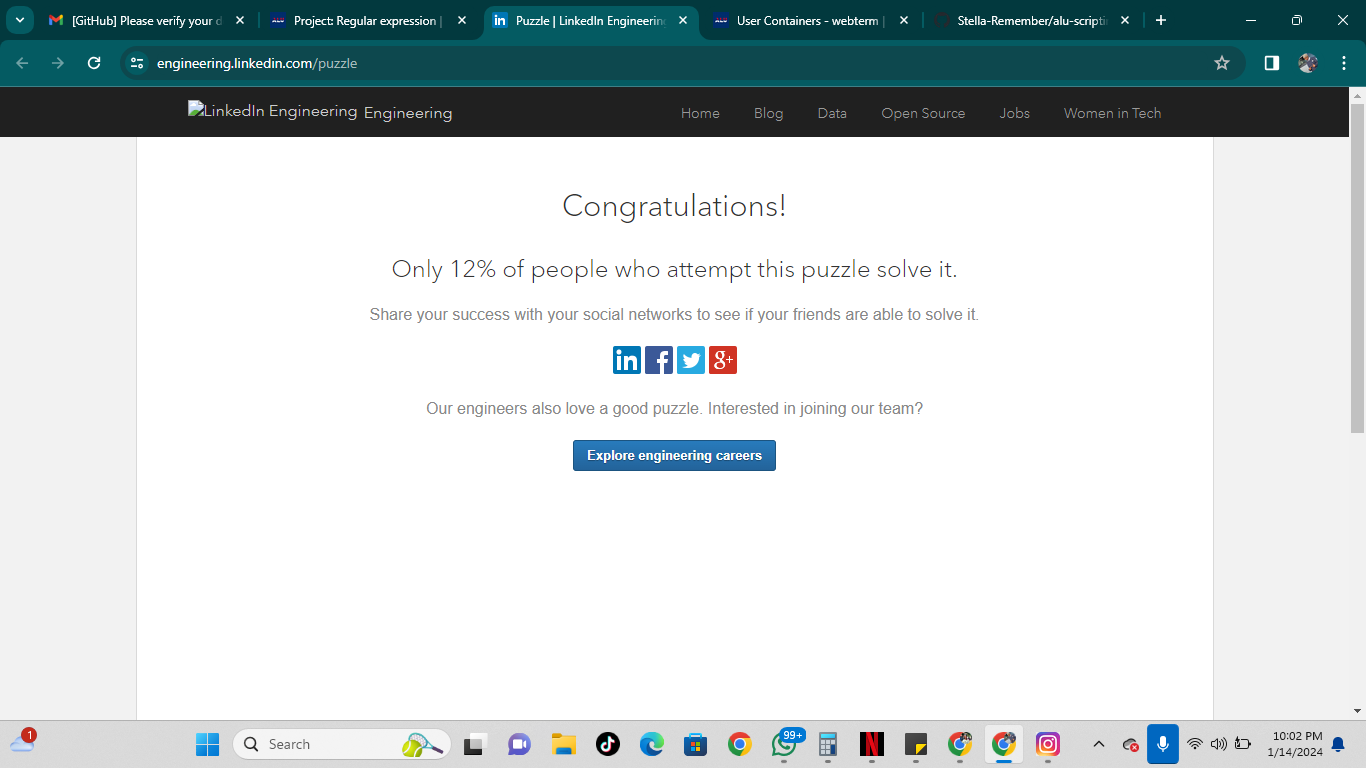 [GitHub] Please verify your d
Project: Regular expression |
in Puzzle | LinkedIn Engineering
User Containers - webterm |
Stella-Remember/alu-scripti
engineering.linkedin.com/puzzle
LinkedIn Engineering Engineering
Home Blog Data Open Source Jobs Women in Tech
Congratulations!
Only 12% of people who attempt this puzzle solve it.
Share your success with your social networks to see if your friends are able to solve it.
in f g+
Our engineers also love a good puzzle. Interested in joining our team?
Explore engineering careers
1
Search
99+
10:02 PM
1/14/2024